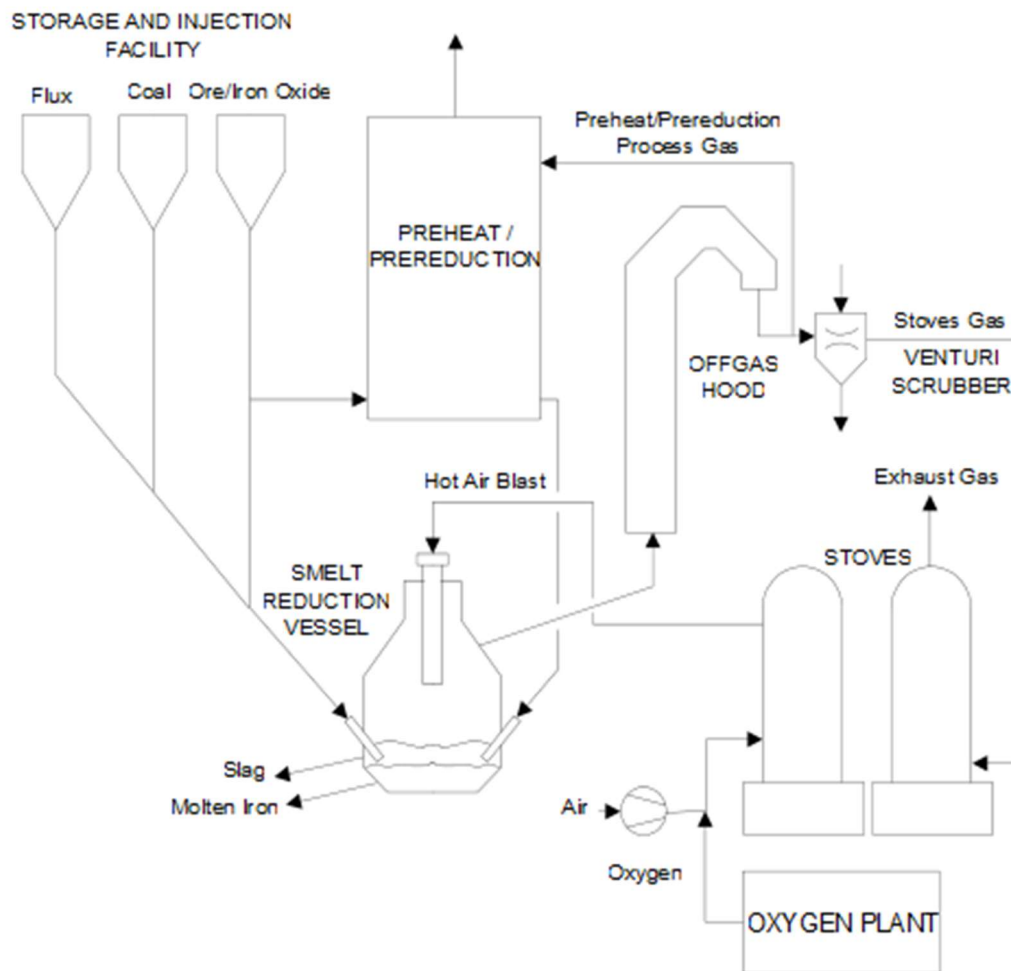 STORAGE AND INJECTION
FACILITY
Flux
Coal
Ore/Iron Oxide
Preheat/Prereduction
Process Gas
PREHEAT /
PREREDUCTION
Stoves Gas
VENTURI
SCRUBBER
OFFGAS
HOOD
Hot Air Blast
Exhaust Gas
STOVES
SMELT
REDUCTION
VESSEL
Slag
Molten Iron
Air
Oxygen
OXYGEN PLANT